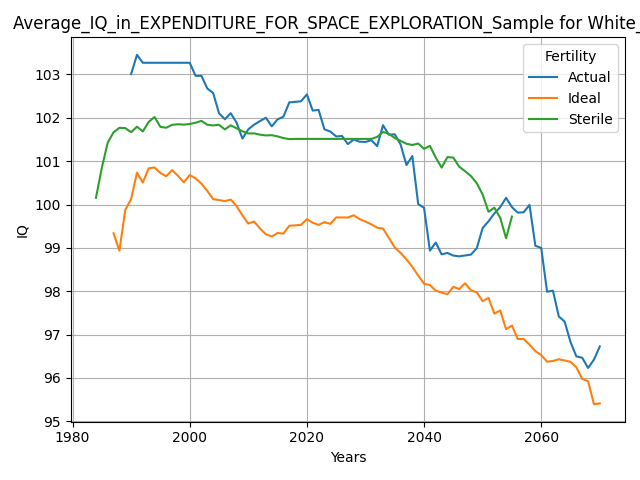 Average_IQ_in_EXPENDITURE_FOR_SPACE_EXPLORATION_Sample for White_
Fertility
Actual
Ideal
Sterile
103
102
101
100
99
98
97
96
95
IQ
1980
2000
2020
2040
2060
Years